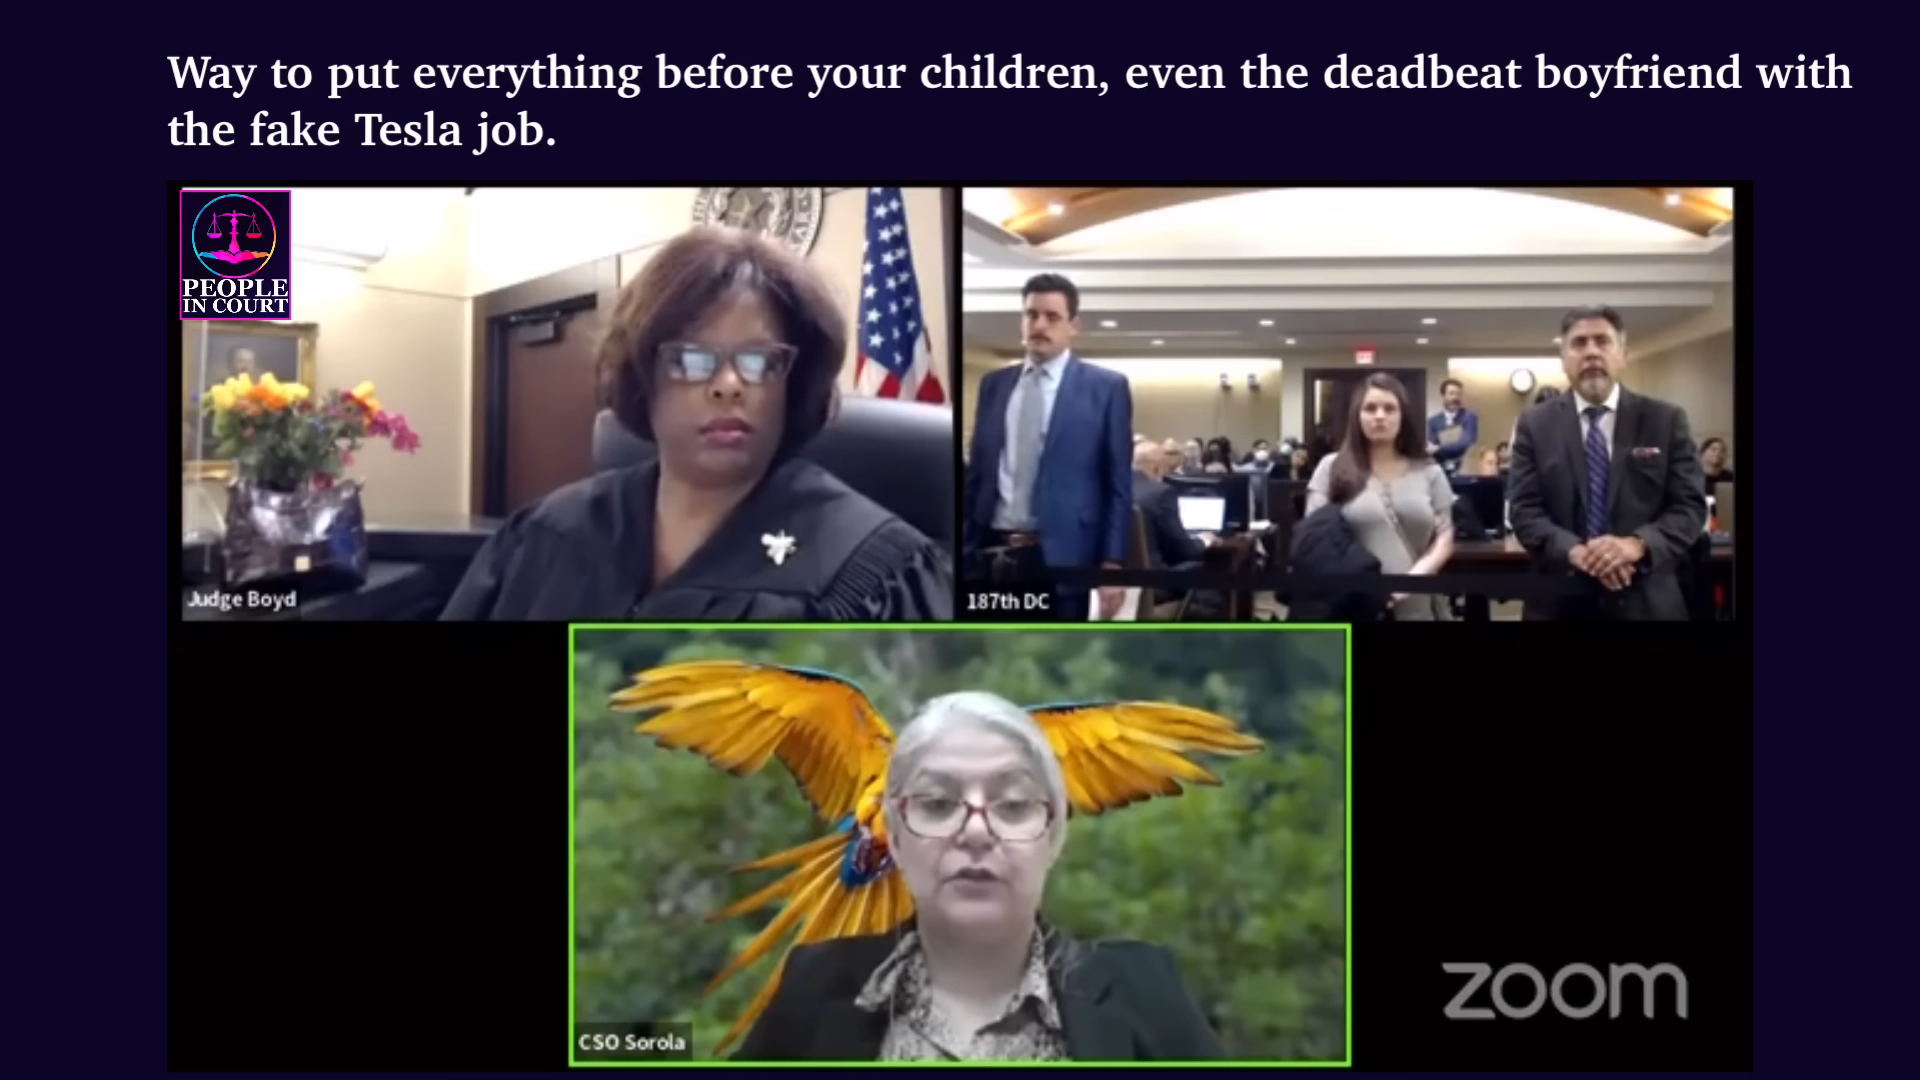 Way to put everything before your children, even the deadbeat boyfriend with
the fake Tesla job.
PEOPLE
IN COURT
Judge Boyd
187th DC
CSO Sorola
zoom